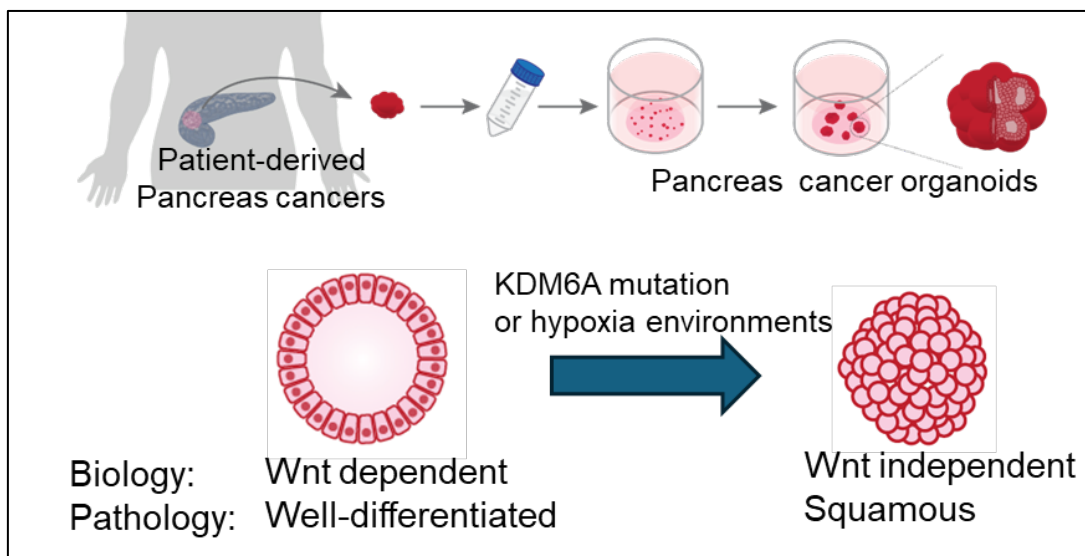 Patient-derived
Pancreas cancers
Pancreas cancer organoids
KDM6A mutation
or hypoxia environments
Biology: Wnt dependent Wnt independent
Pathology: Well-differentiated Squamous